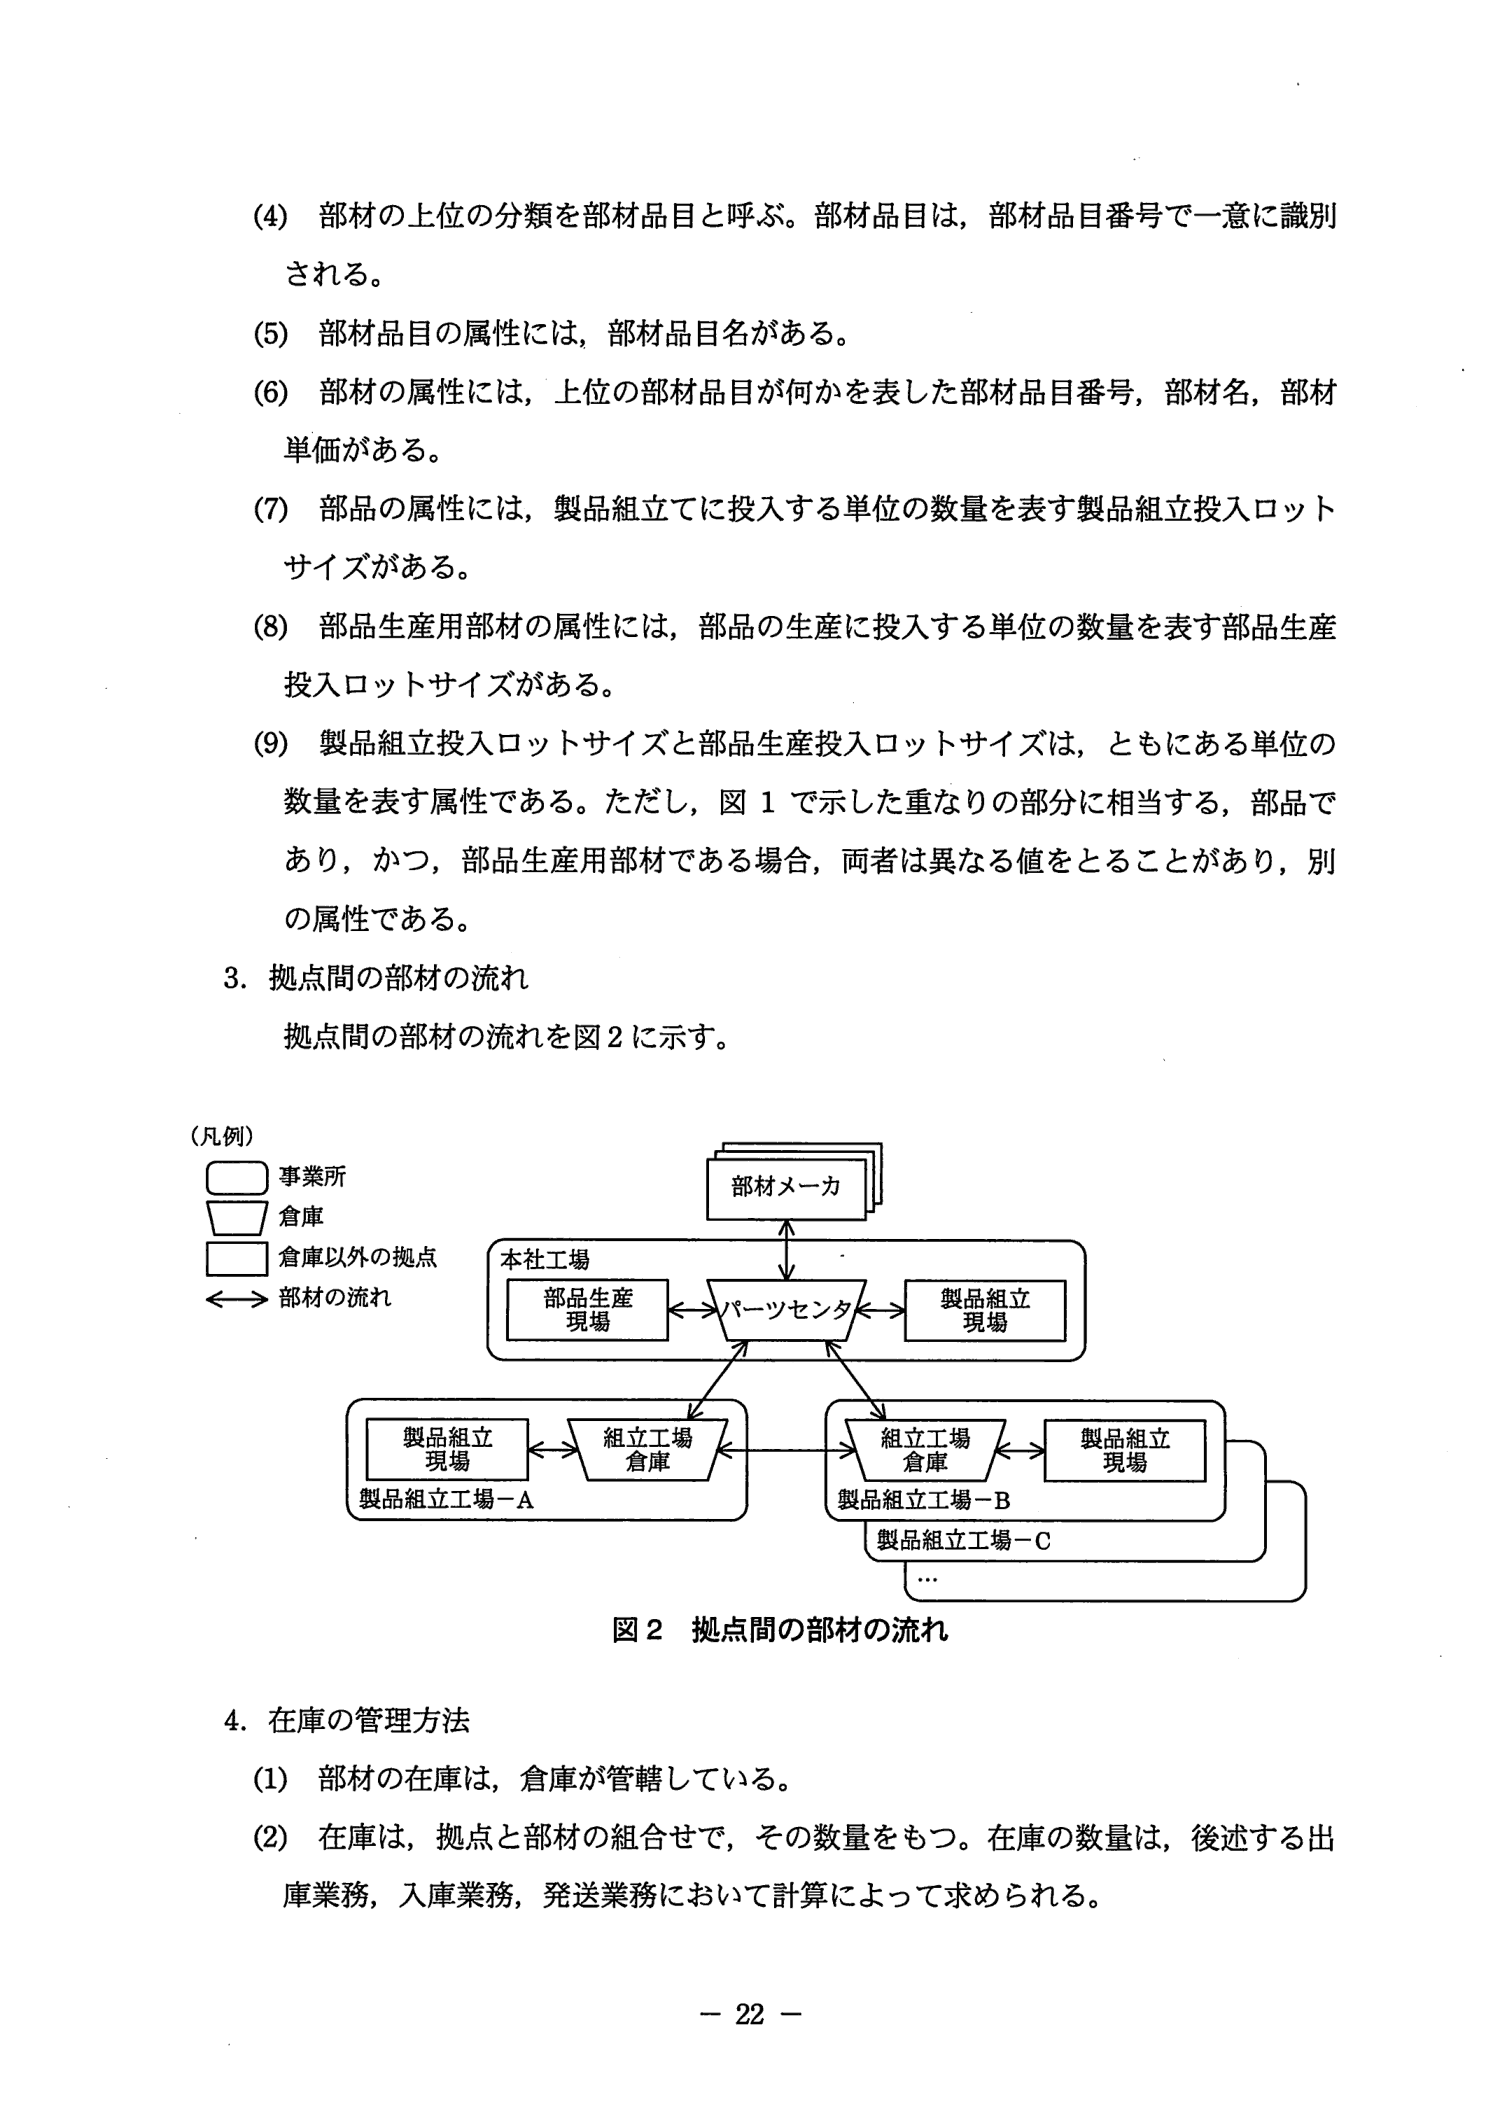 (4) 部材の上位の分類を部材品目と呼ぶ。部材品目は，部材品目番号で一意に識別
される。
(5) 部材品目の属性には，部材品目名がある。
(6) 部材の属性には，上位の部材品目が何かを表した部材品目番号，部材名，部材
単価がある。
(7) 部品の属性には，製品組立てに投入する単位の数量を表す製品組立投入ロット
サイズがある。
(8) 部品生産用部材の属性には，部品の生産に投入する単位の数量を表す部品生産
投入ロットサイズがある。
(9) 製品組立投入ロットサイズと部品生産投入ロットサイズは，ともにある単位の
数量を表す属性である。ただし，図 1 で示した重なりの部分に相当する，部品で
あり，かつ，部品生産用部材である場合，両者は異なる値をとることがあり，別
の属性である。
3. 拠点間の部材の流れ
拠点間の部材の流れを図2に示す。
（凡例）
事業所
倉庫
倉庫以外の拠点
部材の流れ
部材メーカ
本社工場
部品生産
現場
パーツセンタ
製品組立
現場
製品組立
現場
組立工場
倉庫
製品組立工場－A
組立工場
倉庫
製品組立
現場
製品組立工場－B
製品組立工場－C
…
図2 拠点間の部材の流れ
4. 在庫の管理方法
(1) 部材の在庫は，倉庫が管轄している。
(2) 在庫は，拠点と部材の組合せで，その数量をもつ。在庫の数量は，後述する出
庫業務，入庫業務，発送業務において計算によって求められる。
－ 22 －